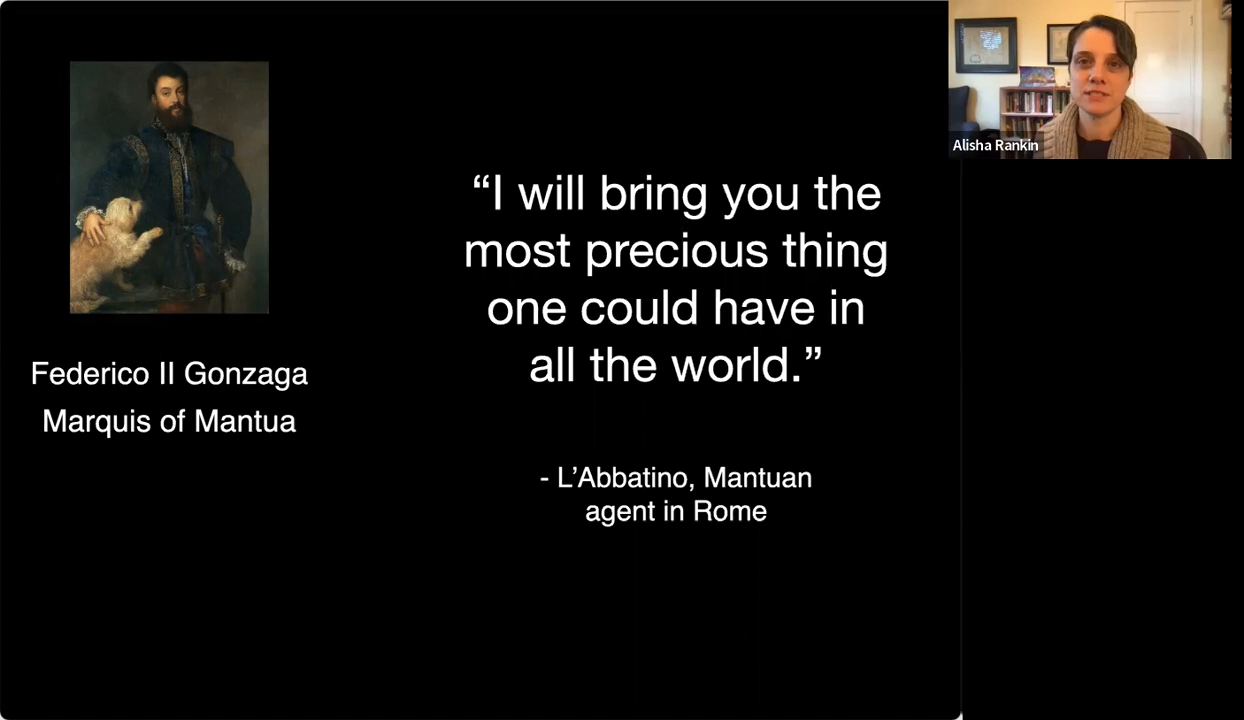 Alisha Rankin
“I will bring you the
most precious thing
one could have in
all the world.”
Federico II Gonzaga
Marquis of Mantua
- L’Abbatino, Mantuan
agent in Rome